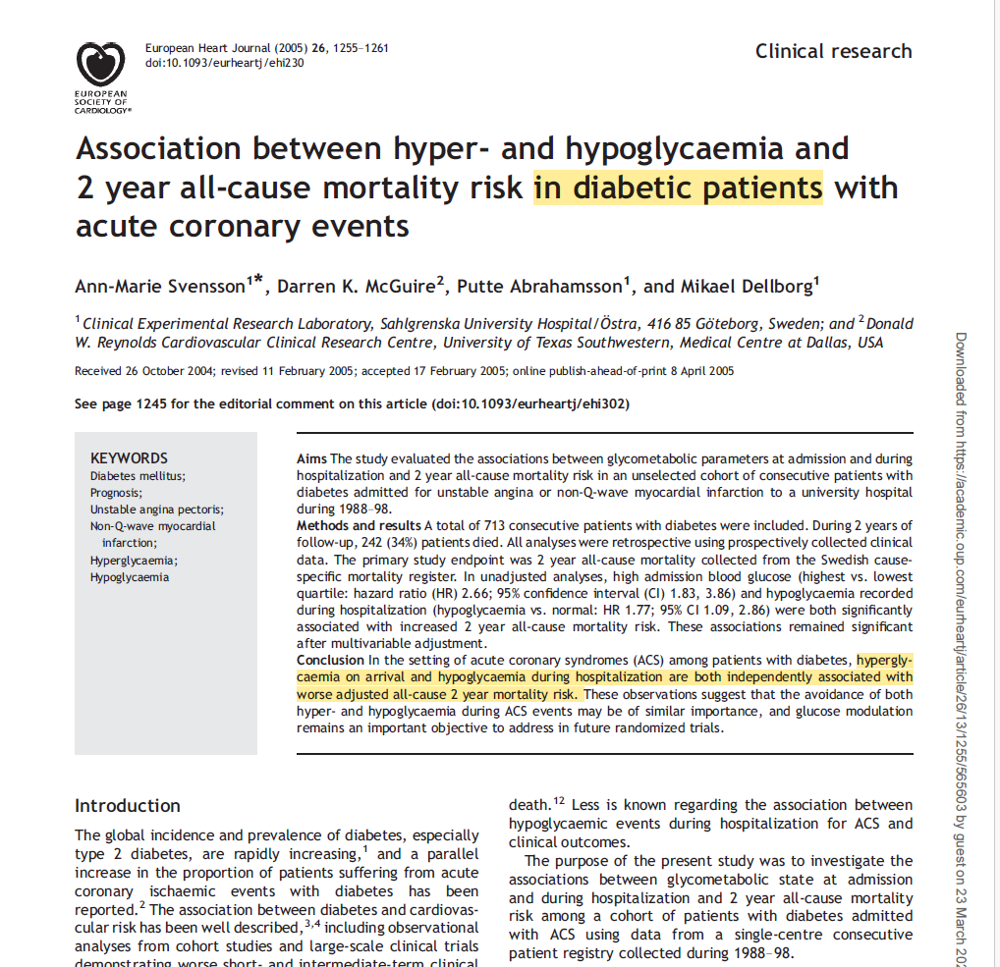 European Heart Journal (2005) 26, 1255–1261
doi:10.1093/eurheartj/ehi230
Clinical research
EUROPEAN
SOCIETY OF
CARDIOLOGY®
Association between hyper- and hypoglycaemia and
2 year all-cause mortality risk in diabetic patients with
acute coronary events
Ann-Marie Svensson1*, Darren K. McGuire2, Putte Abrahamsson1, and Mikael Dellborg1
1 Clinical Experimental Research Laboratory, Sahlgrenska University Hospital/Östra, 416 85 Göteborg, Sweden; and 2 Donald
W. Reynolds Cardiovascular Clinical Research Centre, University of Texas Southwestern, Medical Centre at Dallas, USA
Received 26 October 2004; revised 11 February 2005; accepted 17 February 2005; online publish-ahead-of-print 8 April 2005
See page 1245 for the editorial comment on this article (doi:10.1093/eurheartj/ehi302)
KEYWORDS
Diabetes mellitus;
Prognosis;
Unstable angina pectoris;
Non-Q-wave myocardial
infarction;
Hyperglycaemia;
Hypoglycaemia
Aims The study evaluated the associations between glycometabolic parameters at admission and during
hospitalization and 2 year all-cause mortality risk in an unselected cohort of consecutive patients with
diabetes admitted for unstable angina or non-Q-wave myocardial infarction to a university hospital
during 1988–98.
Methods and results A total of 713 consecutive patients with diabetes were included. During 2 years of
follow-up, 242 (34%) patients died. All analyses were retrospective using prospectively collected clinical
data. The primary study endpoint was 2 year all-cause mortality collected from the Swedish cause-
specific mortality register. In unadjusted analyses, high admission blood glucose (highest vs. lowest
quartile: hazard ratio (HR) 2.66; 95% confidence interval (CI) 1.83, 3.86) and hypoglycaemia recorded
during hospitalization (hypoglycaemia vs. normal: HR 1.77; 95% CI 1.09, 2.86) were both significantly
associated with increased 2 year all-cause mortality risk. These associations remained significant
after multivariable adjustment.
Conclusion In the setting of acute coronary syndromes (ACS) among patients with diabetes, hypergly-
caemia on arrival and hypoglycaemia during hospitalization are both independently associated with
worse adjusted all-cause 2 year mortality risk. These observations suggest that the avoidance of both
hyper- and hypoglycaemia during ACS events may be of similar importance, and glucose modulation
remains an important objective to address in future randomized trials.
Introduction
The global incidence and prevalence of diabetes, especially
type 2 diabetes, are rapidly increasing,1 and a parallel
increase in the proportion of patients suffering from acute
coronary ischaemic events with diabetes has been
reported.2 The association between diabetes and cardiovas-
cular risk has been well described,3,4 including observational
analyses from cohort studies and large-scale clinical trials
demonstrating worse short- and intermediate-term clinical
death.12 Less is known regarding the association between
hypoglycaemic events during hospitalization for ACS and
clinical outcomes.
The purpose of the present study was to investigate the
associations between glycometabolic state at admission
and during hospitalization and 2 year all-cause mortality
risk among a cohort of patients with diabetes admitted
with ACS using data from a single-centre consecutive
patient registry collected during 1988–98.
Downloaded from https://academic.oup.com/eurheartj/article/26/13/1255/565603 by guest on 23 March 202